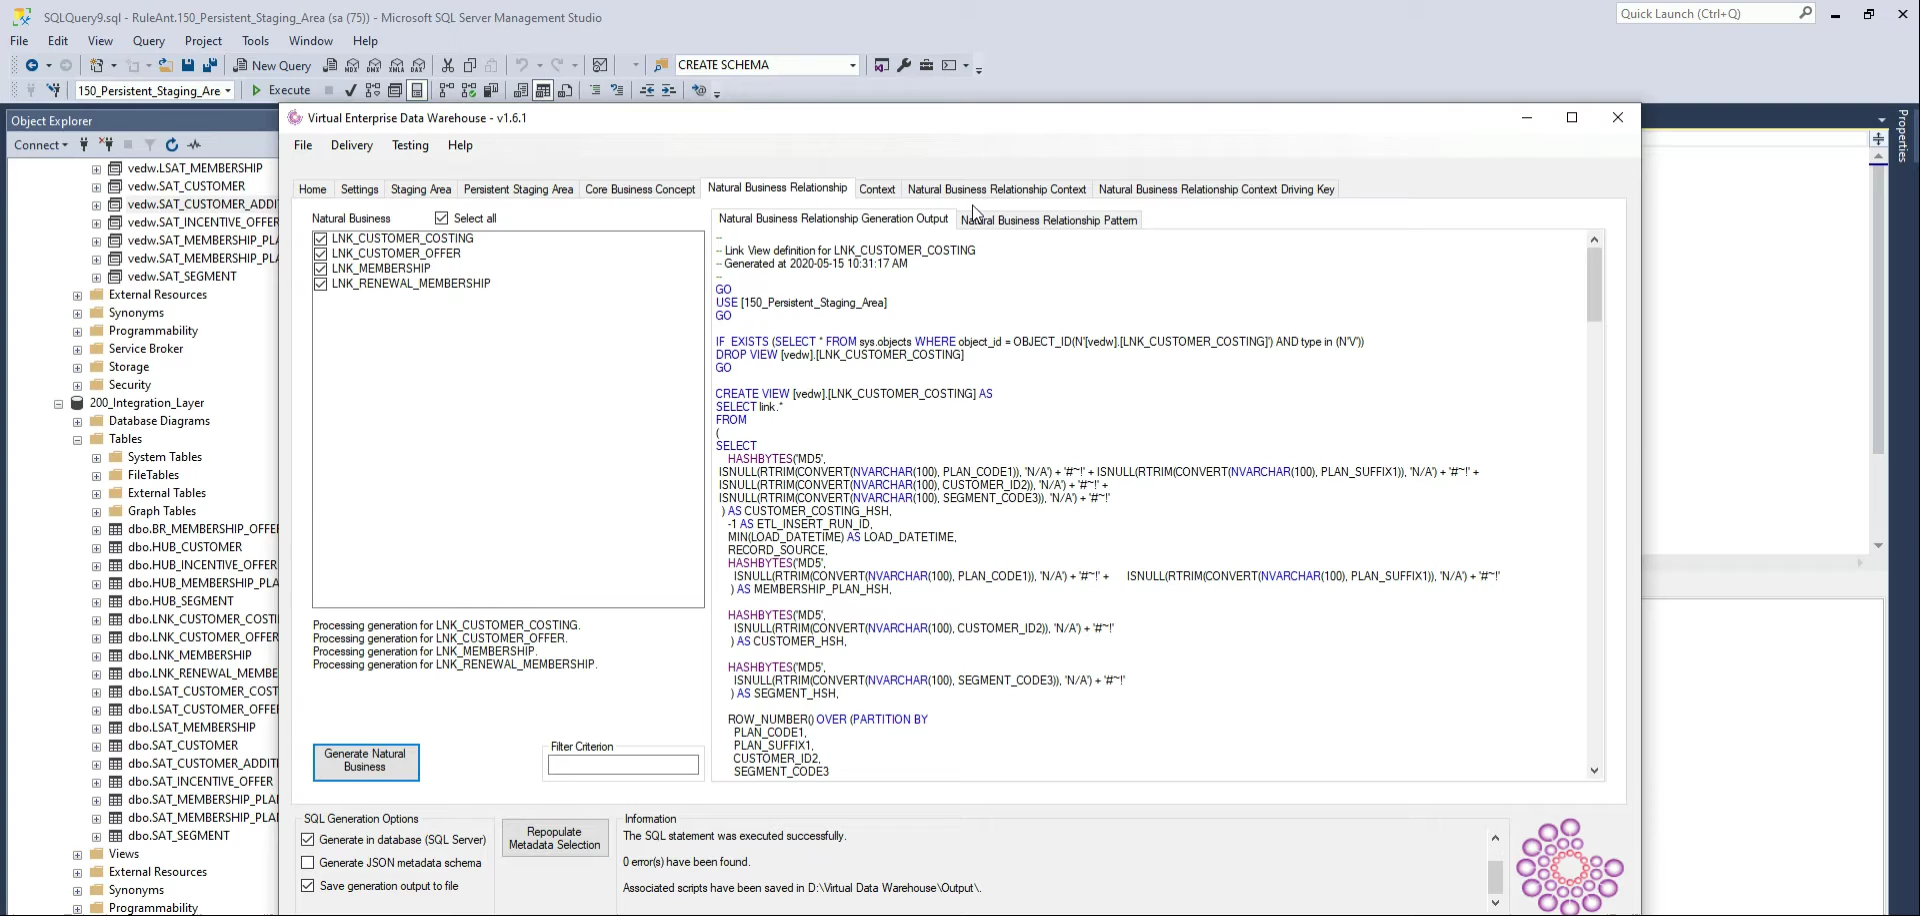 SQLQuery9.sql - RuleAnt.150_Persistent_Staging_Area (sa (75)) - Microsoft SQL Server Management Studio
Quick Launch (Ctrl+Q)
File Edit View Query Project Tools Window Help
New Query
MDX DMX XMLA DAX
CREATE SCHEMA
150_Persistent_Staging_Are
Execute
Object Explorer
Connect
vedw.LSAT_MEMBERSHIP
vedw.SAT_CUSTOMER
vedw.SAT_CUSTOMER_ADDI
vedw.SAT_INCENTIVE_OFFER
vedw.SAT_MEMBERSHIP_PLA
vedw.SAT_MEMBERSHIP_PLA
vedw.SAT_SEGMENT
External Resources
Synonyms
Programmability
Service Broker
Storage
Security
200_Integration_Layer
Database Diagrams
Tables
System Tables
FileTables
External Tables
Graph Tables
dbo.BR_MEMBERSHIP_OFFE
dbo.HUB_CUSTOMER
dbo.HUB_INCENTIVE_OFFER
dbo.HUB_MEMBERSHIP_PLA
dbo.HUB_SEGMENT
dbo.LNK_CUSTOMER_COSTI
dbo.LNK_CUSTOMER_OFFER
dbo.LNK_MEMBERSHIP
dbo.LNK_RENEWAL_MEMBE
dbo.LSAT_CUSTOMER_COST
dbo.LSAT_CUSTOMER_OFFE
dbo.LSAT_MEMBERSHIP
dbo.SAT_CUSTOMER
dbo.SAT_CUSTOMER_ADDITI
dbo.SAT_INCENTIVE_OFFER
dbo.SAT_MEMBERSHIP_PLAI
dbo.SAT_MEMBERSHIP_PLAI
dbo.SAT_SEGMENT
Views
External Resources
Synonyms
Programmability
Properties
Virtual Enterprise Data Warehouse - v1.6.1
File Delivery Testing Help
Home Settings Staging Area Persistent Staging Area Core Business Concept Natural Business Relationship Context Natural Business Relationship Context Natural Business Relationship Context Driving Key
Natural Business
Select all
LNK_CUSTOMER_COSTING
LNK_CUSTOMER_OFFER
LNK_MEMBERSHIP
LNK_RENEWAL_MEMBERSHIP
Processing generation for LNK_CUSTOMER_COSTING.
Processing generation for LNK_CUSTOMER_OFFER.
Processing generation for LNK_MEMBERSHIP.
Processing generation for LNK_RENEWAL_MEMBERSHIP.
Generate Natural
Business
Filter Criterion
Natural Business Relationship Generation Output
Natural Business Relationship Pattern
--
-- Link View definition for LNK_CUSTOMER_COSTING
-- Generated at 2020-05-15 10:31:17 AM
--
GO
USE [150_Persistent_Staging_Area]
GO
IF EXISTS (SELECT * FROM sys.objects WHERE object_id = OBJECT_ID(N'[vedw].[LNK_CUSTOMER_COSTING]') AND type in (N'V'))
DROP VIEW [vedw].[LNK_CUSTOMER_COSTING]
GO
CREATE VIEW [vedw].[LNK_CUSTOMER_COSTING] AS
SELECT link.*
FROM
(
SELECT
HASHBYTES('MD5',
ISNULL(RTRIM(CONVERT(NVARCHAR(100), PLAN_CODE1)), 'N/A') + '#~!' + ISNULL(RTRIM(CONVERT(NVARCHAR(100), PLAN_SUFFIX1)), 'N/A') + '#~!' +
ISNULL(RTRIM(CONVERT(NVARCHAR(100), CUSTOMER_ID2)), 'N/A') + '#~!' +
ISNULL(RTRIM(CONVERT(NVARCHAR(100), SEGMENT_CODE3)), 'N/A') + '#~!'
) AS CUSTOMER_COSTING_HSH,
-1 AS ETL_INSERT_RUN_ID,
MIN(LOAD_DATETIME) AS LOAD_DATETIME,
RECORD_SOURCE,
HASHBYTES('MD5',
ISNULL(RTRIM(CONVERT(NVARCHAR(100), PLAN_CODE1)), 'N/A') + '#~!' + ISNULL(RTRIM(CONVERT(NVARCHAR(100), PLAN_SUFFIX1)), 'N/A') + '#~!'
) AS MEMBERSHIP_PLAN_HSH,
HASHBYTES('MD5',
ISNULL(RTRIM(CONVERT(NVARCHAR(100), CUSTOMER_ID2)), 'N/A') + '#~!'
) AS CUSTOMER_HSH,
HASHBYTES('MD5',
ISNULL(RTRIM(CONVERT(NVARCHAR(100), SEGMENT_CODE3)), 'N/A') + '#~!'
) AS SEGMENT_HSH,
ROW_NUMBER() OVER (PARTITION BY
PLAN_CODE1,
PLAN_SUFFIX1,
CUSTOMER_ID2,
SEGMENT_CODE3
SQL Generation Options
Generate in database (SQL Server)
Generate JSON metadata schema
Save generation output to file
Repopulate
Metadata Selection
Information
The SQL statement was executed successfully.
0 error(s) have been found.
Associated scripts have been saved in D:\Virtual Data Warehouse\Output\.